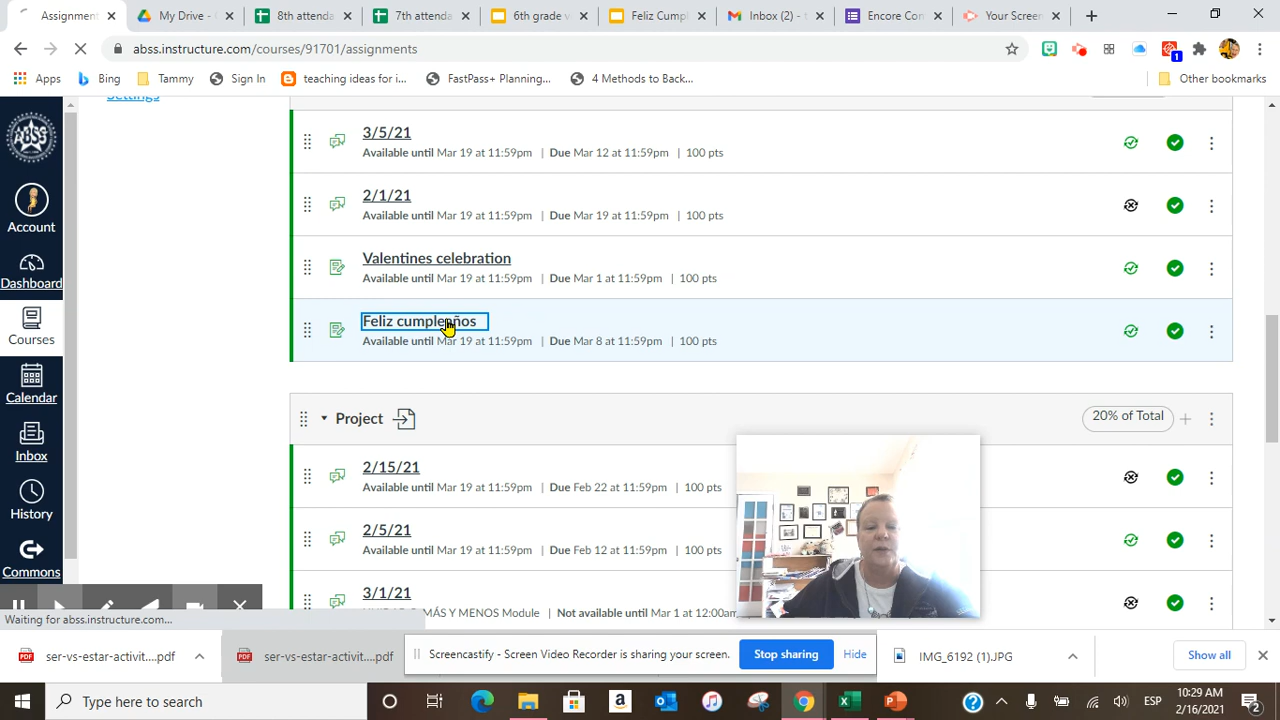 Assignment
My Drive - G
8th attenda
7th attenda
6th grade v
Feliz Cumpl
Inbox (2) - t
Encore Con
Your Screen
abss.instructure.com/courses/91701/assignments
1
Apps
Bing
Tammy
Sign In
teaching ideas for i...
FastPass+ Planning...
4 Methods to Back...
Other bookmarks
Settings
ABSS
Account
Dashboard
Courses
Calendar
Inbox
History
Commons
3/5/21
Available until Mar 19 at 11:59pm | Due Mar 12 at 11:59pm | 100 pts
2/1/21
Available until Mar 19 at 11:59pm | Due Mar 19 at 11:59pm | 100 pts
Valentines celebration
Available until Mar 19 at 11:59pm | Due Mar 1 at 11:59pm | 100 pts
Feliz cumpleaños
Available until Mar 19 at 11:59pm | Due Mar 8 at 11:59pm | 100 pts
Project
20% of Total
2/15/21
Available until Mar 19 at 11:59pm | Due Feb 22 at 11:59pm | 100 pts
2/5/21
Available until Mar 19 at 11:59pm | Due Feb 12 at 11:59pm | 100 pts
3/1/21
MÁS Y MENOS Module | Not available until Mar 1 at 12:00am
Waiting for abss.instructure.com...
ser-vs-estar-activit....pdf
ser-vs-estar-activit....pdf
Screencastify - Screen Video Recorder is sharing your screen.
Stop sharing
Hide
IMG_6192 (1).JPG
Show all
Type here to search
ESP
10:29 AM
2/16/2021
2